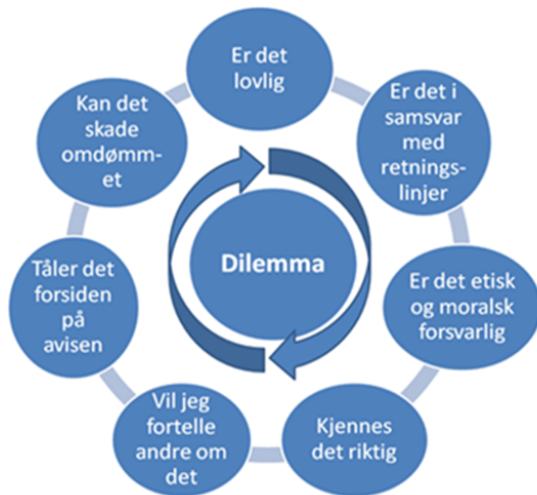 Er det
lovlig
Er det i
samsvar
med
retnings-
linjer
Er det etisk
og moralsk
forsvarlig
Kjennes
det riktig
Vil jeg
fortelle
andre om
det
Tåler det
forsiden
på
avisen
Kan det
skade
omdømm-
et
Dilemma